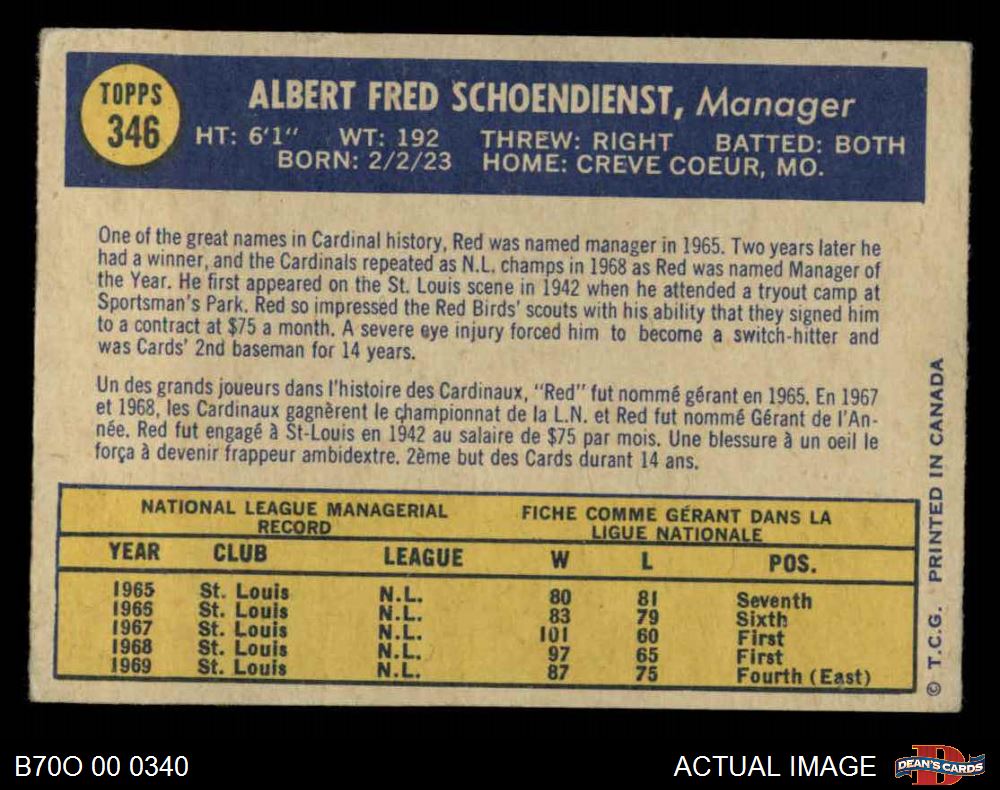 TOPPS
346
ALBERT FRED SCHOENDIENST, Manager
HT: 6'1" WT: 192 THREW: RIGHT BATTED: BOTH
BORN: 2/2/23 HOME: CREVE COEUR, MO.
One of the great names in Cardinal history, Red was named manager in 1965. Two years later he
had a winner, and the Cardinals repeated as N.L. champs in 1968 as Red was named Manager of
the Year. He first appeared on the St. Louis scene in 1942 when he attended a tryout camp at
Sportsman's Park. Red so impressed the Red Birds' scouts with his ability that they signed him
to a contract at $75 a month. A severe eye injury forced him to become a switch-hitter and
was Cards' 2nd baseman for 14 years.
Un des grands joueurs dans l'histoire des Cardinaux, "Red" fut nommé gérant en 1965. En 1967
et 1968, les Cardinaux gagnèrent le championnat de la L.N. et Red fut nommé Gérant de l'An-
née. Red fut engagé à St-Louis en 1942 au salaire de $75 par mois. Une blessure à un oeil le
força à devenir frappeur ambidextre. 2ème but des Cards durant 14 ans.
NATIONAL LEAGUE MANAGERIAL
RECORD
FICHE COMME GÉRANT DANS LA
LIGUE NATIONALE
YEAR CLUB LEAGUE W L POS.
1965 St. Louis N.L. 80 81 Seventh
1966 St. Louis N.L. 83 79 Sixth
1967 St. Louis N.L. 101 60 First
1968 St. Louis N.L. 97 65 First
1969 St. Louis N.L. 87 75 Fourth (East)
© T.C.G. PRINTED IN CANADA
B70O 00 0340
ACTUAL IMAGE
D
DEAN'S CARDS